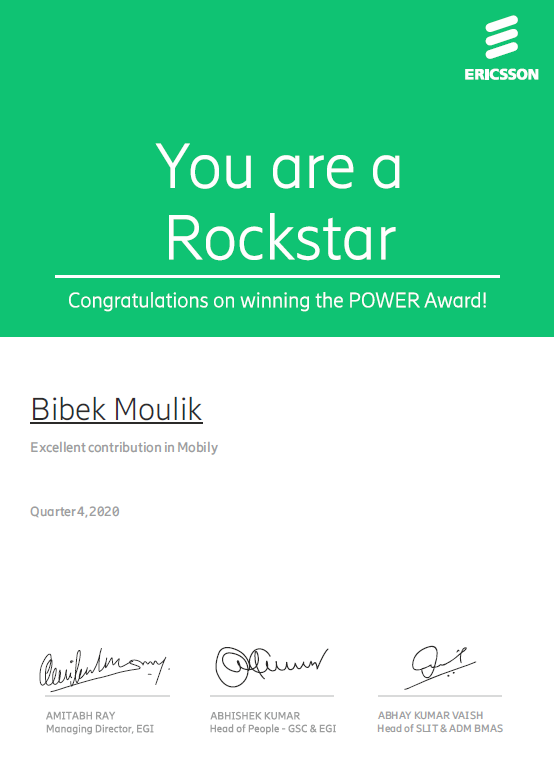 ERICSSON
You are a
Rockstar
Congratulations on winning the POWER Award!
Bibek Moulik
Excellent contribution in Mobily
Quarter4,2020
AMITABH RAY
Managing Director, EGI
ABHISHEK KUMAR
Head of People - GSC & EGI
ABHAY KUMAR VAISH
Head of SLIT & ADM BMAS